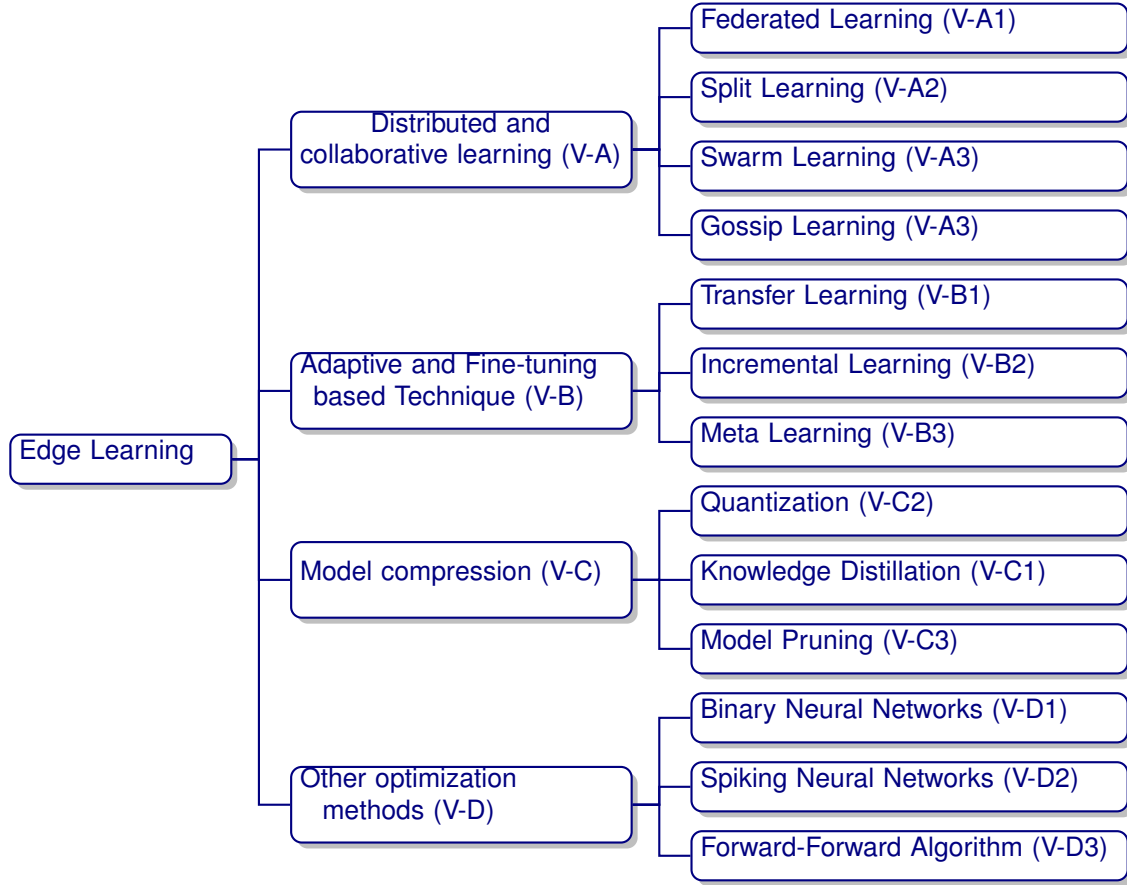 Edge Learning
Distributed and
collaborative learning (V-A)
Federated Learning (V-A1)
Split Learning (V-A2)
Swarm Learning (V-A3)
Gossip Learning (V-A3)
Adaptive and Fine-tuning
based Technique (V-B)
Transfer Learning (V-B1)
Incremental Learning (V-B2)
Meta Learning (V-B3)
Model compression (V-C)
Quantization (V-C2)
Knowledge Distillation (V-C1)
Model Pruning (V-C3)
Other optimization
methods (V-D)
Binary Neural Networks (V-D1)
Spiking Neural Networks (V-D2)
Forward-Forward Algorithm (V-D3)